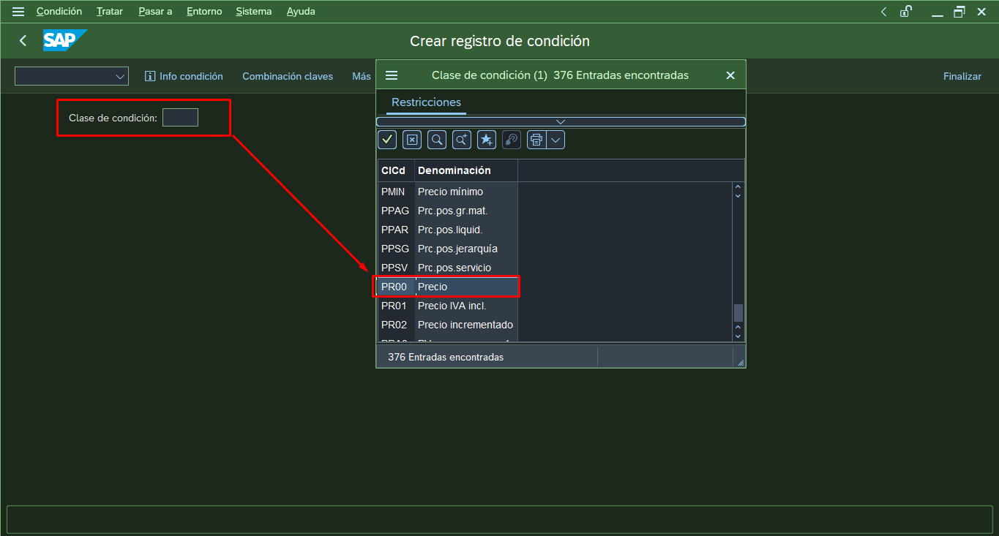 Condición Tratar Pasar a Entorno Sistema Ayuda
SAP Crear registro de condición
Info condición Combinación claves Más Finalizar
Clase de condición (1) 376 Entradas encontradas
Restricciones
Clase de condición:
ClCd Denominación
PMIN Precio mínimo
PPAG Prc.pos.gr.mat.
PPAR Prc.pos.liquid.
PPSG Prc.pos.jerarquía
PPSV Prc.pos.servicio
PR00 Precio
PR01 Precio IVA incl.
PR02 Precio incrementado
376 Entradas encontradas